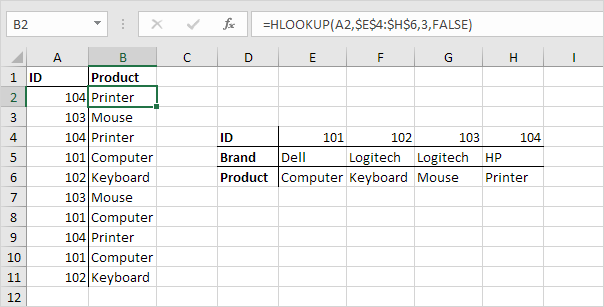 B2 fx =HLOOKUP(A2,$E$4:$H$6,3,FALSE)
A B C D E F G H I
1 ID Product
2 104 Printer
3 103 Mouse
4 104 Printer ID 101 102 103 104
5 101 Computer Brand Dell Logitech Logitech HP
6 102 Keyboard Product Computer Keyboard Mouse Printer
7 103 Mouse
8 101 Computer
9 104 Printer
10 101 Computer
11 102 Keyboard
12